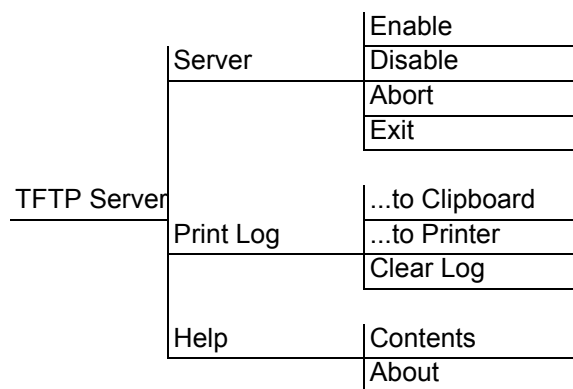 Enable
Server
Disable
Abort
Exit
TFTP Server
...to Clipboard
Print Log
...to Printer
Clear Log
Help
Contents
About